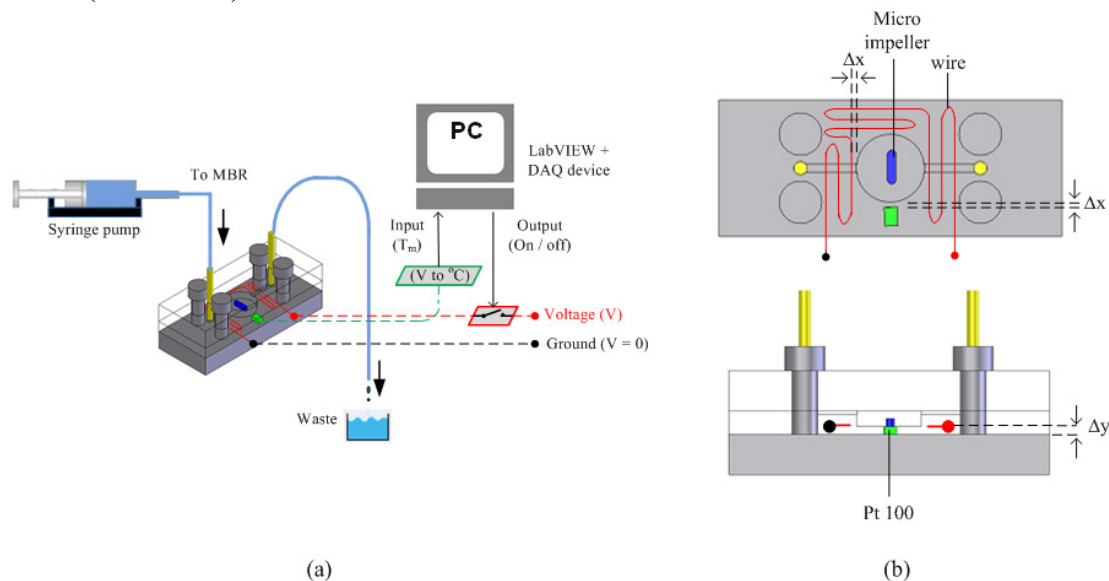 Micro
impeller
Δx
wire
PC
LabVIEW +
DAQ device
To MBR
Syringe pump
Input
(Tm)
Output
(On / off)
(V to °C)
Voltage (V)
Ground (V = 0)
Waste
Δx
Δy
Pt 100
(a)
(b)